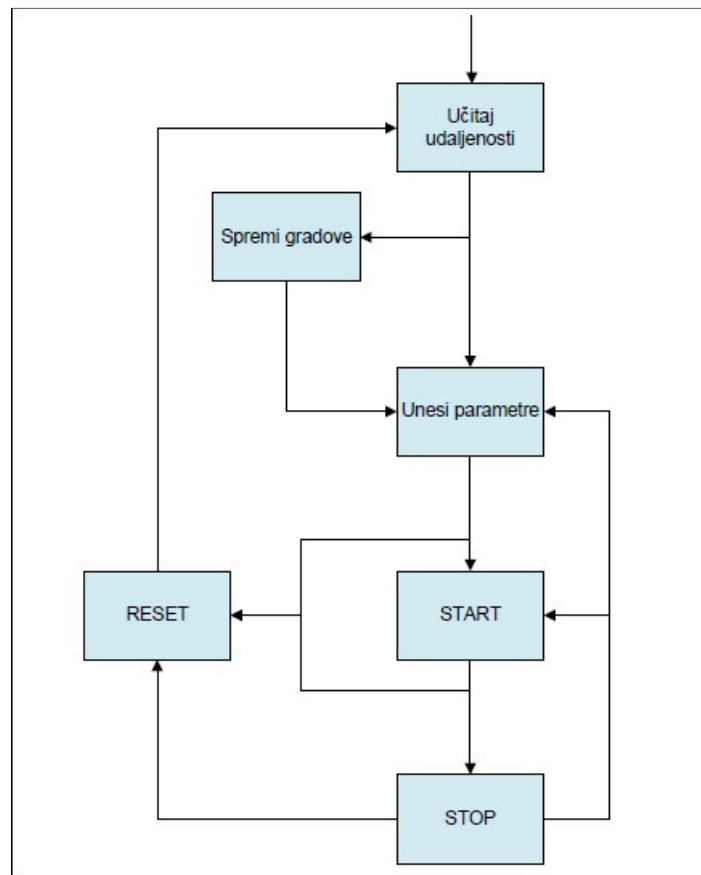 Učitaj
udaljenosti
Spremi gradove
Unesi parametre
RESET
START
STOP